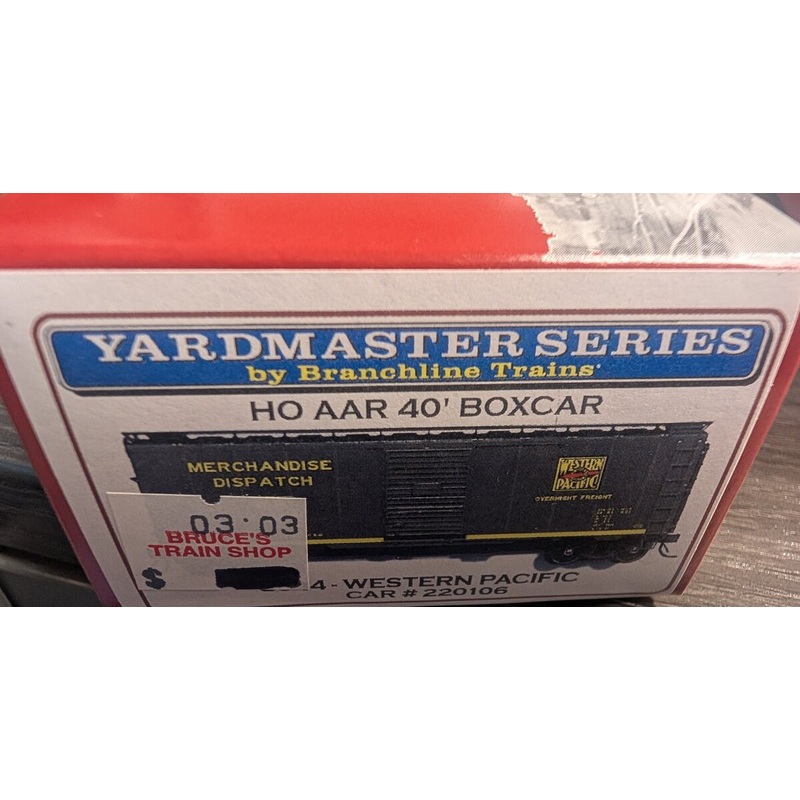 YARDMASTER SERIES
by Branchline Trains
HO AAR 40' BOXCAR
MERCHANDISE
DISPATCH
WESTERN
PACIFIC
OVERNIGHT FREIGHT
03 03
BRUCE'S
TRAIN SHOP
$
4 - WESTERN PACIFIC
CAR # 220106